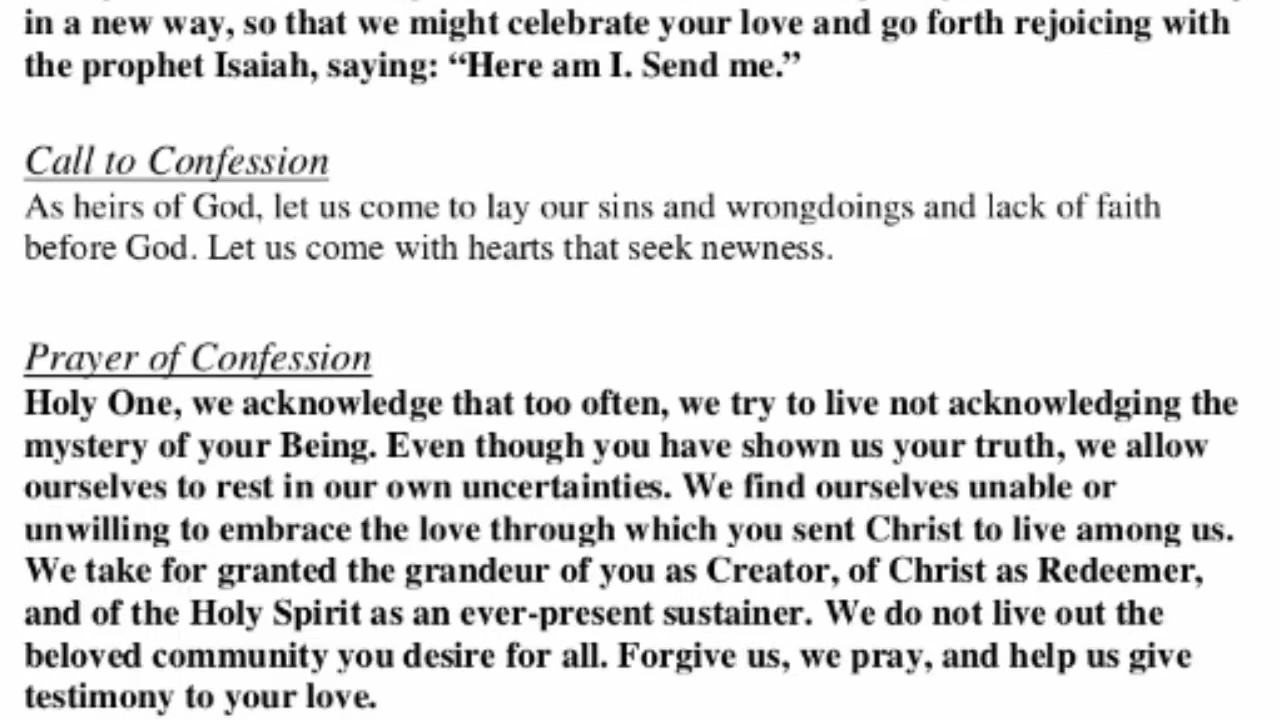 in a new way, so that we might celebrate your love and go forth rejoicing with
the prophet Isaiah, saying: “Here am I. Send me.”
Call to Confession
As heirs of God, let us come to lay our sins and wrongdoings and lack of faith
before God. Let us come with hearts that seek newness.
Prayer of Confession
Holy One, we acknowledge that too often, we try to live not acknowledging the
mystery of your Being. Even though you have shown us your truth, we allow
ourselves to rest in our own uncertainties. We find ourselves unable or
unwilling to embrace the love through which you sent Christ to live among us.
We take for granted the grandeur of you as Creator, of Christ as Redeemer,
and of the Holy Spirit as an ever-present sustainer. We do not live out the
beloved community you desire for all. Forgive us, we pray, and help us give
testimony to your love.